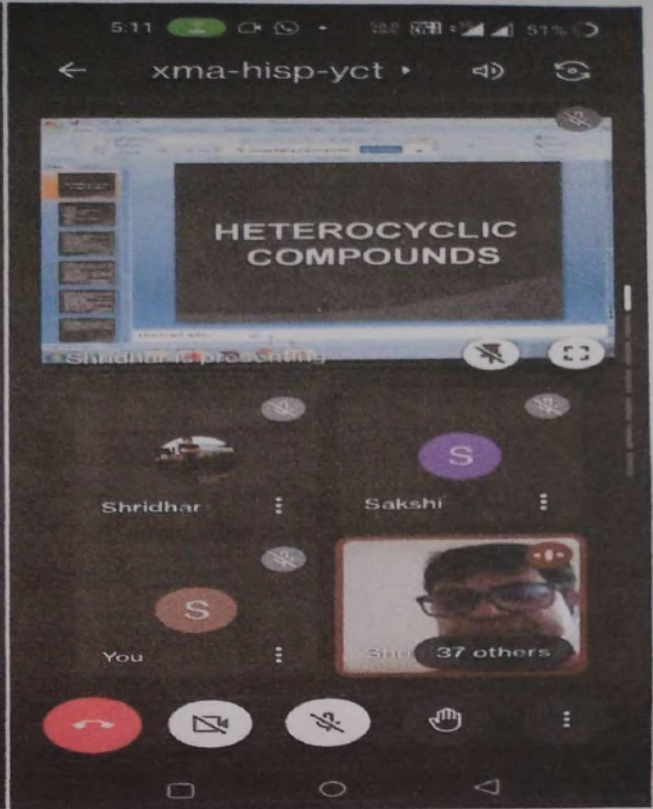 5:11 51%
xma-hisp-yct
HETEROCYCLIC
COMPOUNDS
Shridhar is presenting
Shridhar
S
Sakshi
S
You
37 others